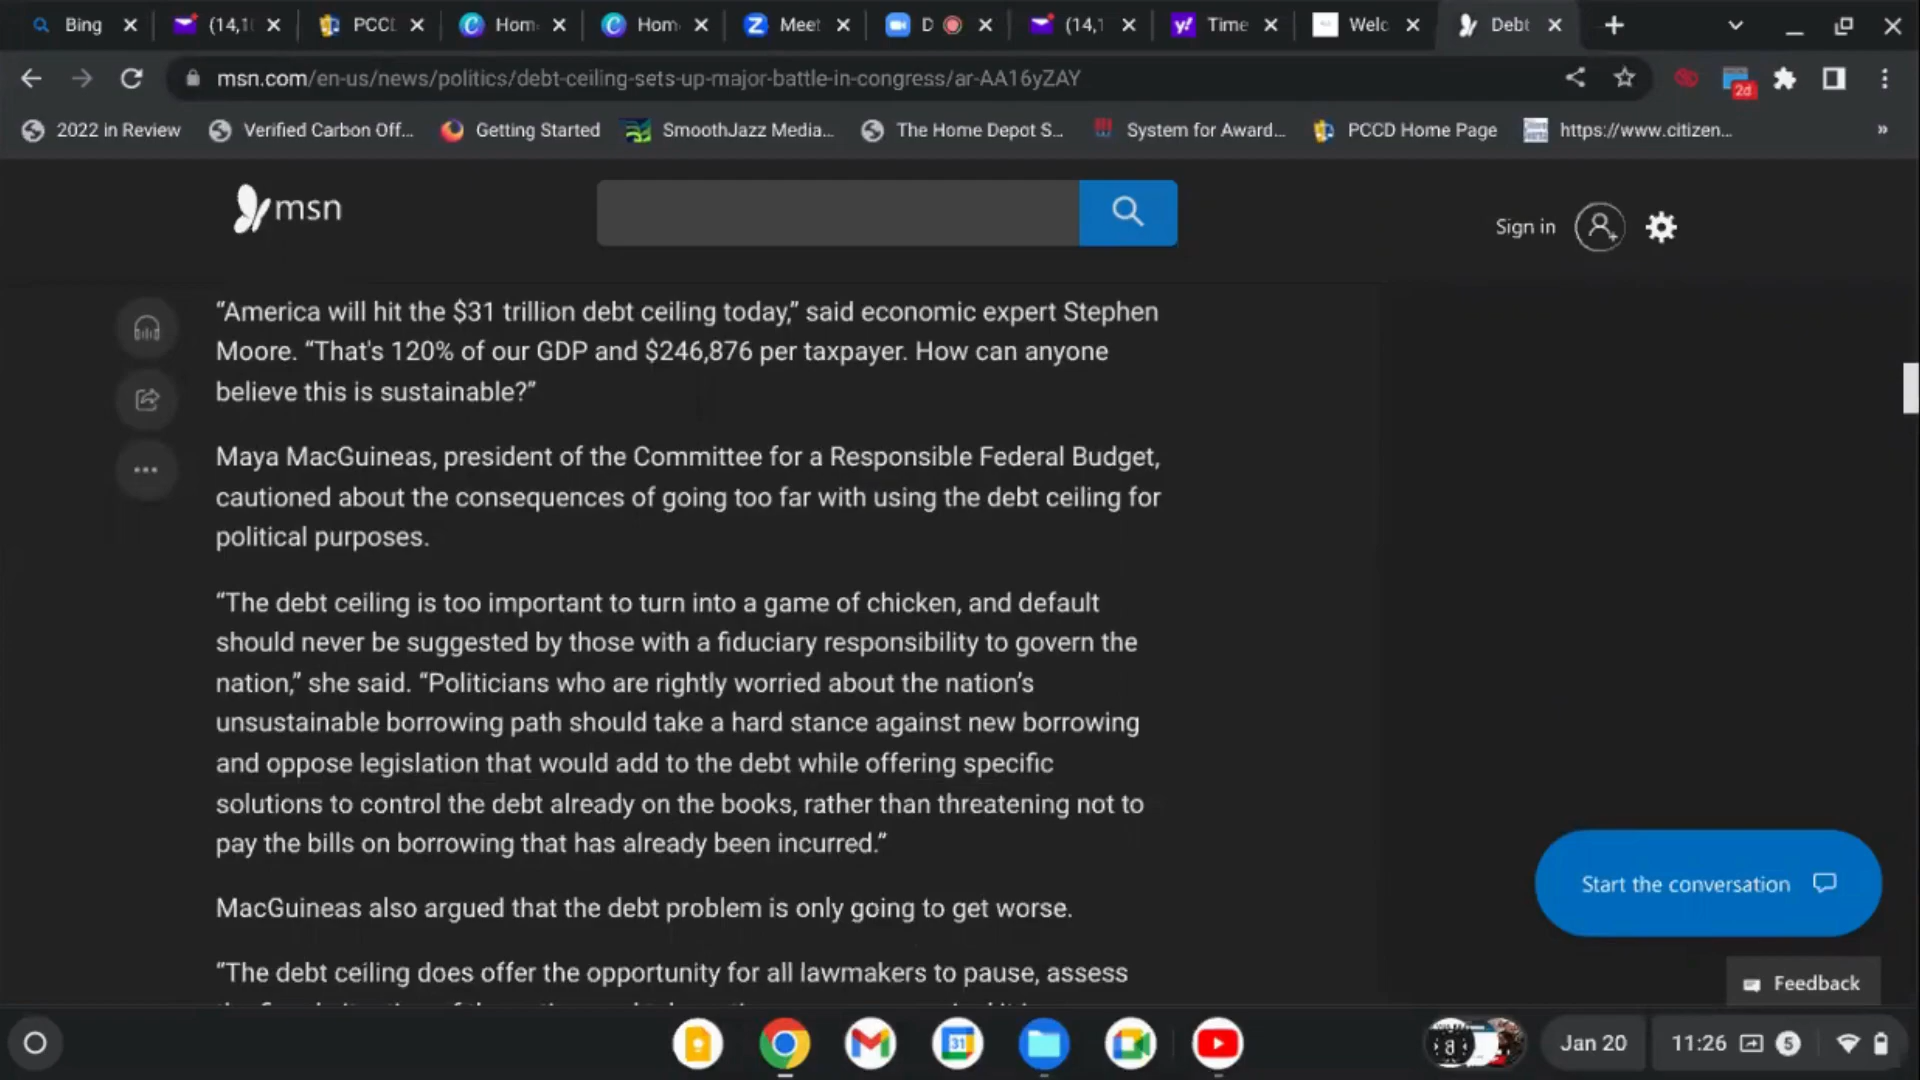 Bing
(14,1
PCC
Hom
Hom
Meet
D
(14,1
Time
Welc
Debt
msn.com/en-us/news/politics/debt-ceiling-sets-up-major-battle-in-congress/ar-AA16yZAY
2d
2022 in Review
Verified Carbon Off...
Getting Started
SmoothJazz Media...
The Home Depot S...
System for Award...
PCCD Home Page
https://www.citizen...
»
msn
Sign in
“America will hit the $31 trillion debt ceiling today,” said economic expert Stephen
Moore. “That's 120% of our GDP and $246,876 per taxpayer. How can anyone
believe this is sustainable?”
Maya MacGuineas, president of the Committee for a Responsible Federal Budget,
cautioned about the consequences of going too far with using the debt ceiling for
political purposes.
“The debt ceiling is too important to turn into a game of chicken, and default
should never be suggested by those with a fiduciary responsibility to govern the
nation,” she said. “Politicians who are rightly worried about the nation’s
unsustainable borrowing path should take a hard stance against new borrowing
and oppose legislation that would add to the debt while offering specific
solutions to control the debt already on the books, rather than threatening not to
pay the bills on borrowing that has already been incurred.”
MacGuineas also argued that the debt problem is only going to get worse.
“The debt ceiling does offer the opportunity for all lawmakers to pause, assess
Start the conversation
Feedback
31
a
Jan 20
11:26
5